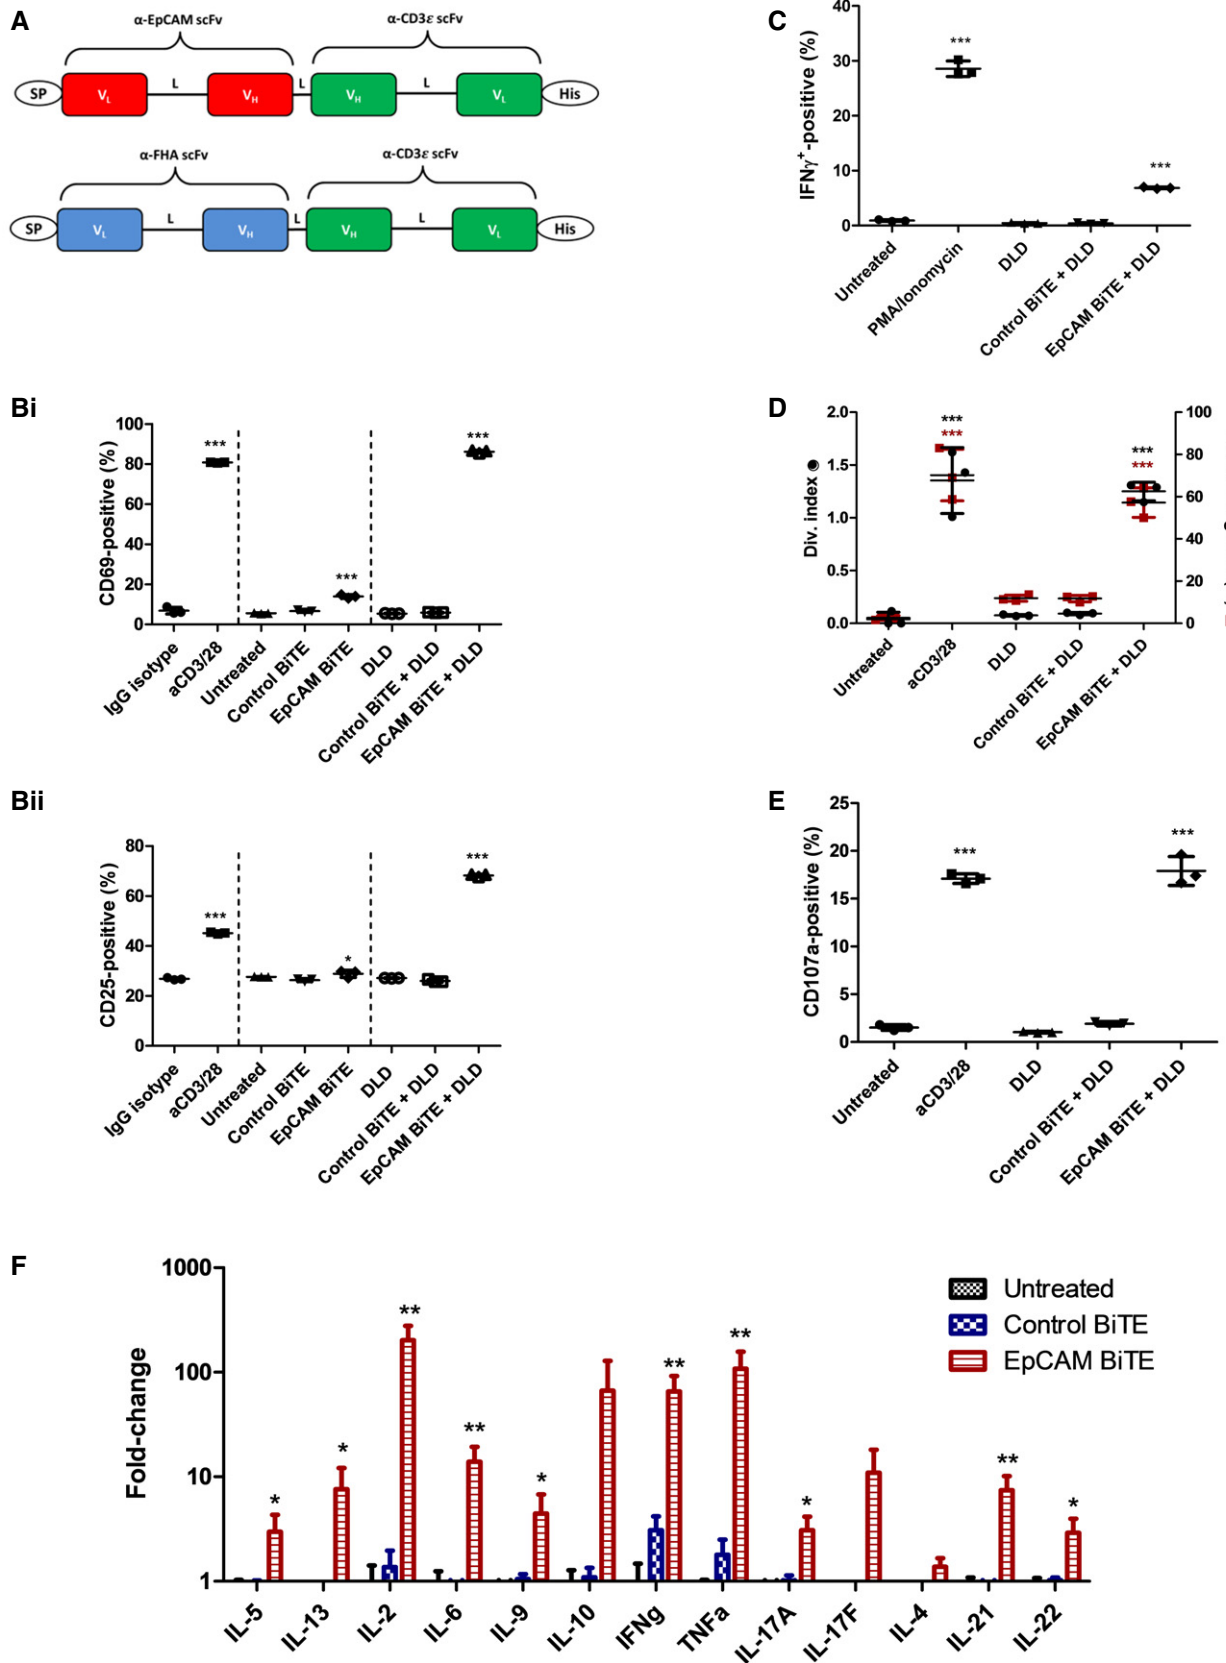 A
α-EpCAM scFv
α-CD3ε scFv
SP
VL
L
VH
L
VH
L
VL
His
α-FHA scFv
α-CD3ε scFv
SP
VL
L
VH
L
VH
L
VL
His
Bi
CD69-positive (%)
100
80
60
40
20
0
***
***
***
IgG isotype
aCD3/28
Untreated
Control BiTE
EpCAM BiTE
DLD
Control BiTE + DLD
EpCAM BiTE + DLD
Bii
CD25-positive (%)
80
60
40
20
0
***
*
***
IgG isotype
aCD3/28
Untreated
Control BiTE
EpCAM BiTE
DLD
Control BiTE + DLD
EpCAM BiTE + DLD
C
IFNγ+-positive (%)
40
30
20
10
0
***
***
Untreated
PMA/Ionomycin
DLD
Control BiTE + DLD
EpCAM BiTE + DLD
D
Div. index
2.0
1.5
1.0
0.5
0.0
100
80
60
40
20
0
***
***
***
***
Untreated
aCD3/28
DLD
Control BiTE + DLD
EpCAM BiTE + DLD
E
CD107a-positive (%)
25
20
15
10
5
0
***
***
Untreated
aCD3/28
DLD
Control BiTE + DLD
EpCAM BiTE + DLD
F
Fold-change
1000
100
10
1
Untreated
Control BiTE
EpCAM BiTE
*
*
**
**
*
**
**
*
**
*
IL-5
IL-13
IL-2
IL-6
IL-9
IL-10
IFNg
TNFa
IL-17A
IL-17F
IL-4
IL-21
IL-22